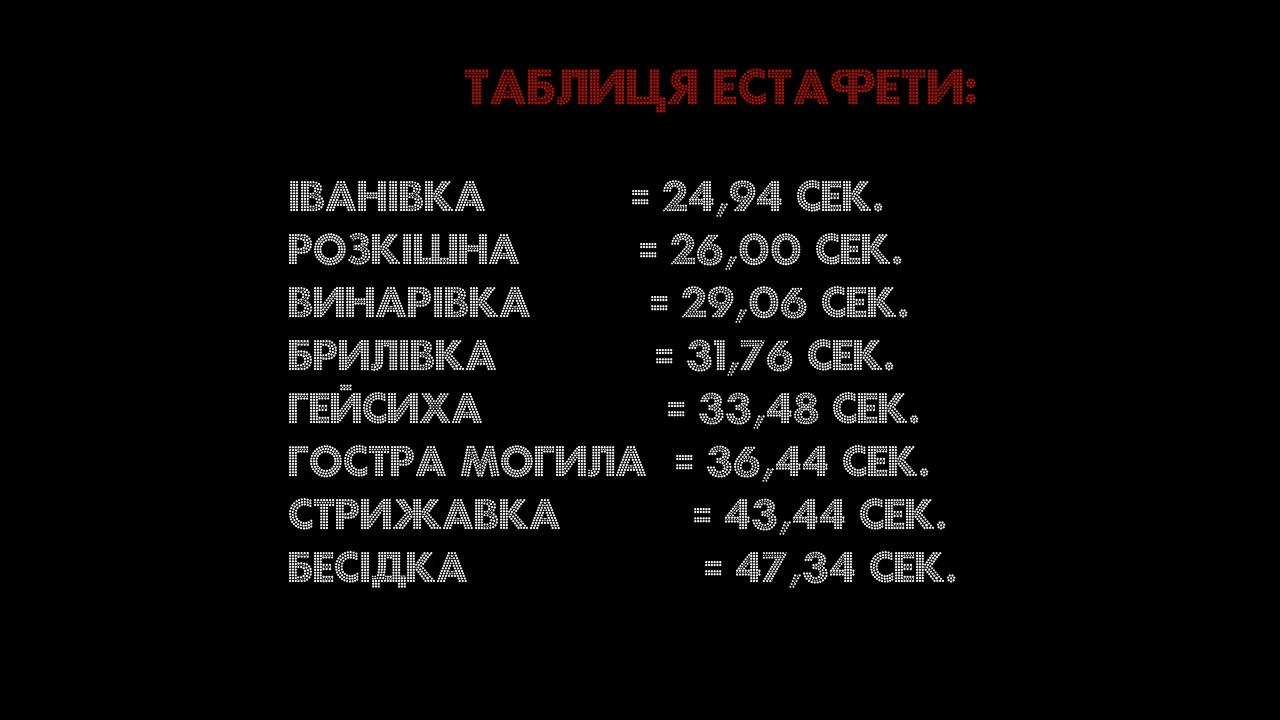 ТАБЛИЦЯ ЕСТАФЕТИ:
ІВАНІВКА = 24,94 СЕК.
РОЗКІШНА = 26,00 СЕК.
ВИНАРІВКА = 29,06 СЕК.
БРИЛІВКА = 31,76 СЕК.
ГЕЙСИХА = 33,48 СЕК.
ГОСТРА МОГИЛА = 36,44 СЕК.
СТРИЖАВКА = 43,44 СЕК.
БЕСІДКА = 47,34 СЕК.